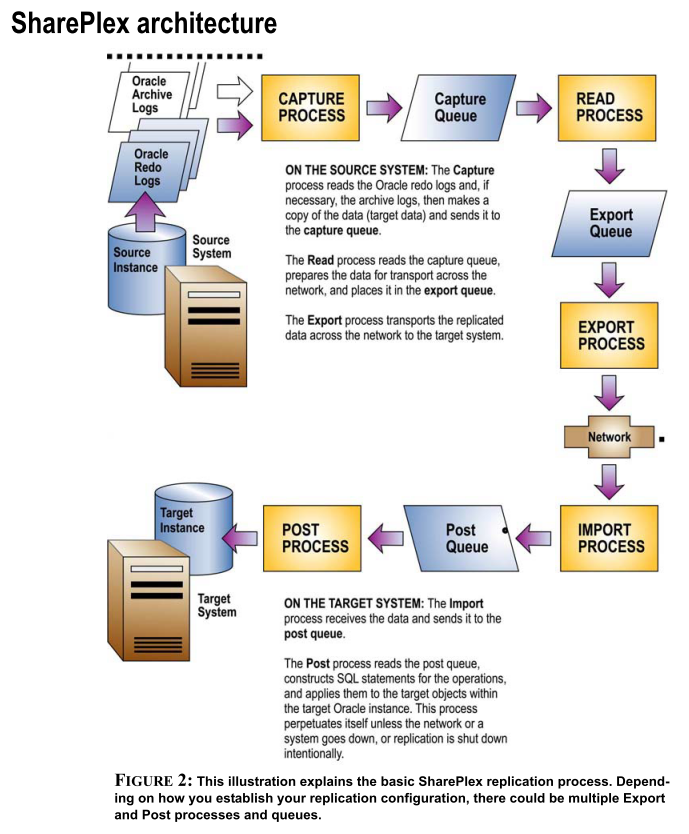 SharePlex architecture
Oracle
Archive
Logs
CAPTURE
PROCESS
Capture
Queue
READ
PROCESS
Oracle
Redo
Logs
ON THE SOURCE SYSTEM: The Capture
process reads the Oracle redo logs and, if
necessary, the archive logs, then makes a
copy of the data (target data) and sends it to
the capture queue.
Export
Queue
Source
Instance
Source
System
The Read process reads the capture queue,
prepares the data for transport across the
network, and places it in the export queue.
The Export process transports the replicated
data across the network to the target system.
EXPORT
PROCESS
Network
Target
Instance
POST
PROCESS
Post
Queue
IMPORT
PROCESS
Target
System
ON THE TARGET SYSTEM: The Import
process receives the data and sends it to the
post queue.
The Post process reads the post queue,
constructs SQL statements for the operations,
and applies them to the target objects within
the target Oracle instance. This process
perpetuates itself unless the network or a
system goes down, or replication is shut down
intentionally.
FIGURE 2: This illustration explains the basic SharePlex replication process. Depend-
ing on how you establish your replication configuration, there could be multiple Export
and Post processes and queues.